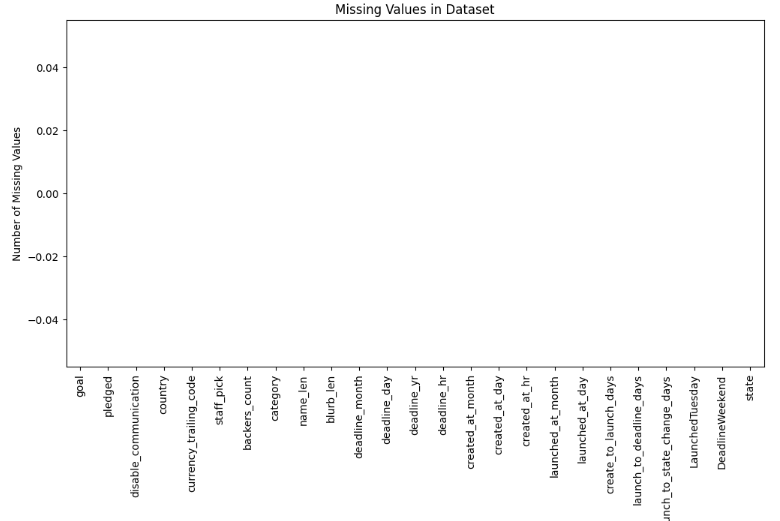 Missing Values in Dataset
Number of Missing Values
0.04
0.02
0.00
−0.02
−0.04
goal
pledged
disable_communication
country
currency_trailing_code
staff_pick
backers_count
category
name_len
blurb_len
deadline_month
deadline_day
deadline_yr
deadline_hr
created_at_month
created_at_day
created_at_hr
launched_at_month
launched_at_day
create_to_launch_days
launch_to_deadline_days
unch_to_state_change_days
LaunchedTuesday
DeadlineWeekend
state